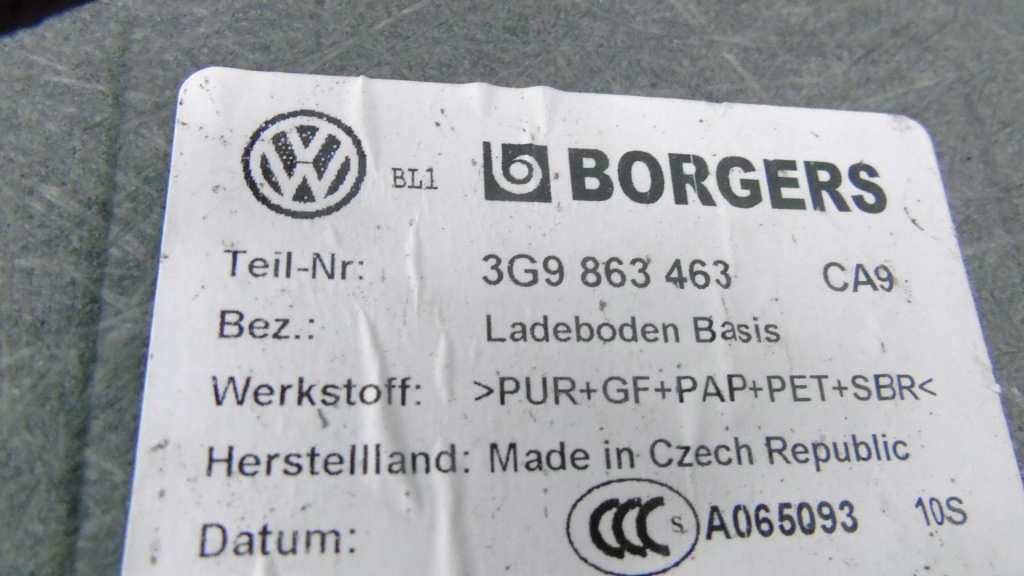 BL1 BORGERS
Teil-Nr: 3G9 863 463 CA9
Bez.: Ladeboden Basis
Werkstoff: >PUR+GF+PAP+PET+SBR<
Herstellland: Made in Czech Republic
Datum: CCC S A065093 10S